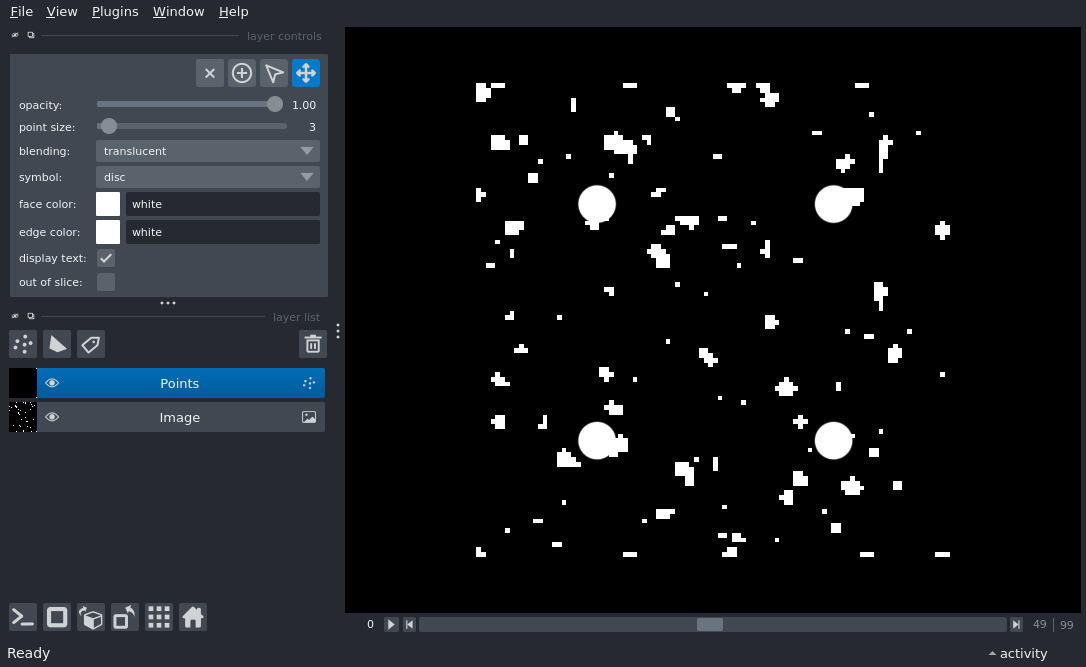 File View Plugins Window Help
layer controls
opacity: 1.00
point size: 3
blending: translucent
symbol: disc
face color: white
edge color: white
display text:
out of slice:
layer list
Points
Image
0 49 | 99
Ready activity